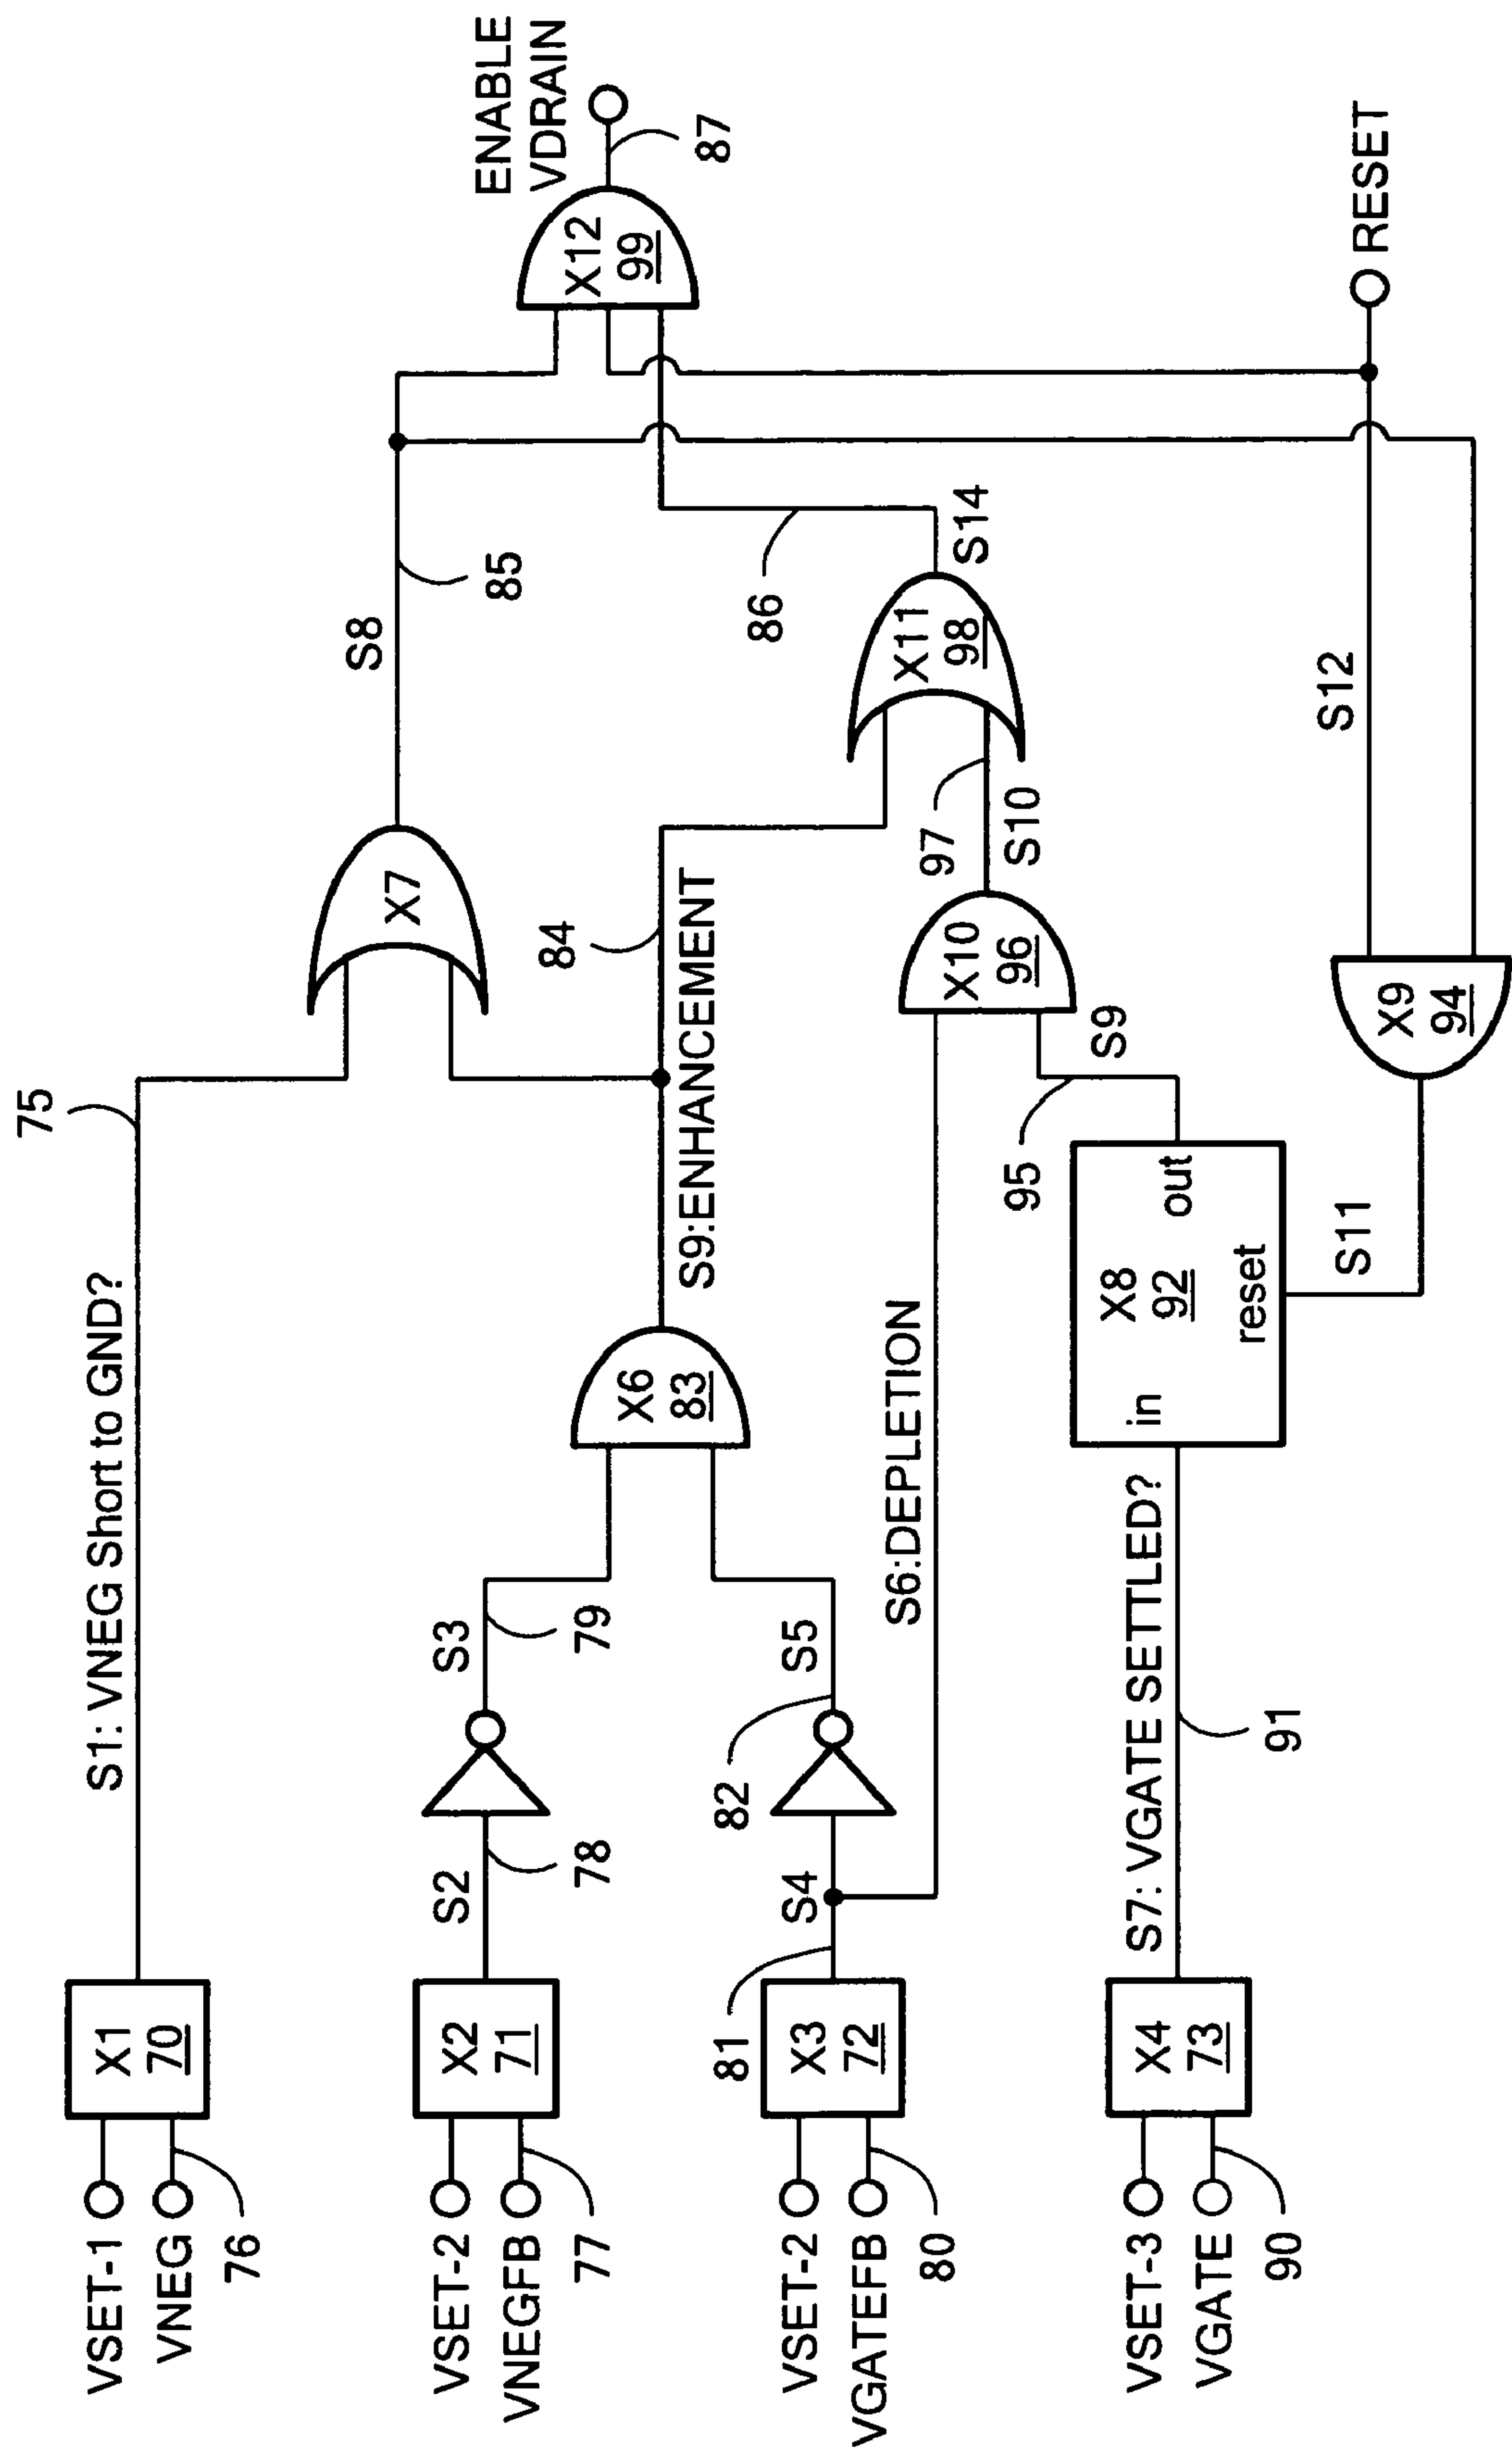 VSET-1
VNEG
76
X1
70
S1: VNEG Short to GND?
75
VSET-2
VNEGFB
77
X2
71
S2
78
S3
79
VSET-2
VGATEFB
80
X3
72
81
S4
82
S5
X6
83
S9:ENHANCEMENT
84
S6:DEPLETION
X7
S8
85
VSET-3
VGATE
90
X4
73
S7: VGATE SETTLED?
91
in
X8
92
out
reset
95
S9
S11
X10
96
97
S10
X11
98
S14
86
X9
94
S12
RESET
X12
99
87
ENABLE
VDRAIN